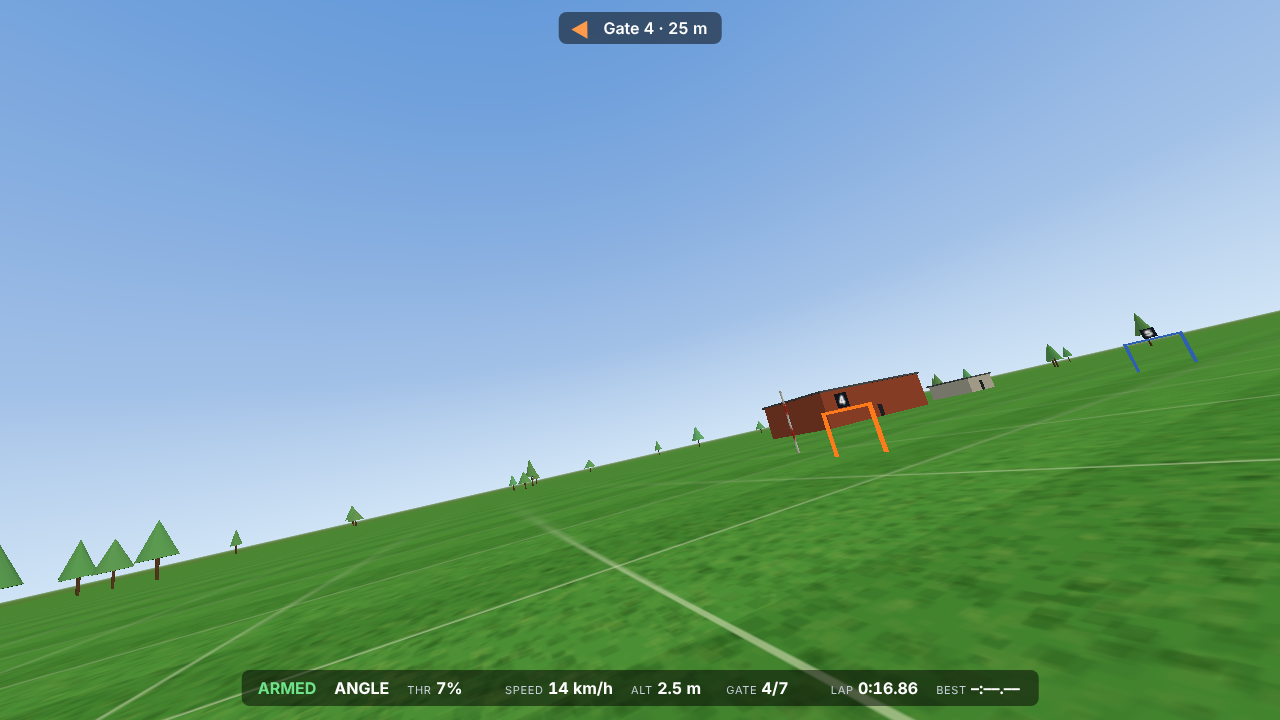 Gate 4 · 25 m
4
ARMED ANGLE THR 7% SPEED 14 km/h ALT 2.5 m GATE 4/7 LAP 0:16.86 BEST –:––.––